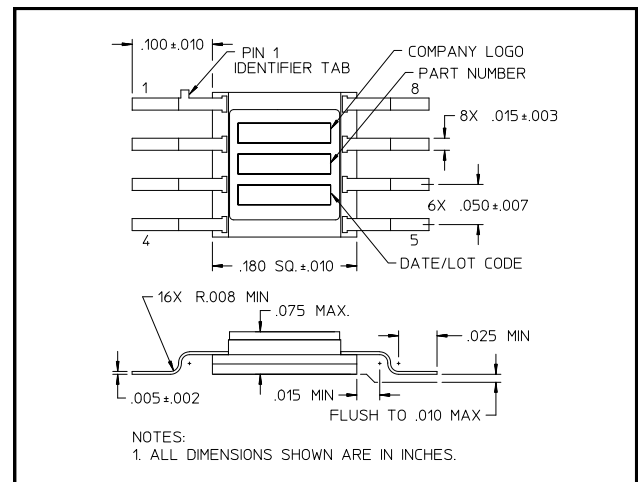 .100±.010
PIN 1
IDENTIFIER TAB
COMPANY LOGO
PART NUMBER
1
8
8X .015±.003
6X .050±.007
4
5
.180 SQ.±.010
DATE/LOT CODE
16X R.008 MIN
.075 MAX.
.025 MIN
.005±.002
.015 MIN
FLUSH TO .010 MAX
NOTES:
1. ALL DIMENSIONS SHOWN ARE IN INCHES.